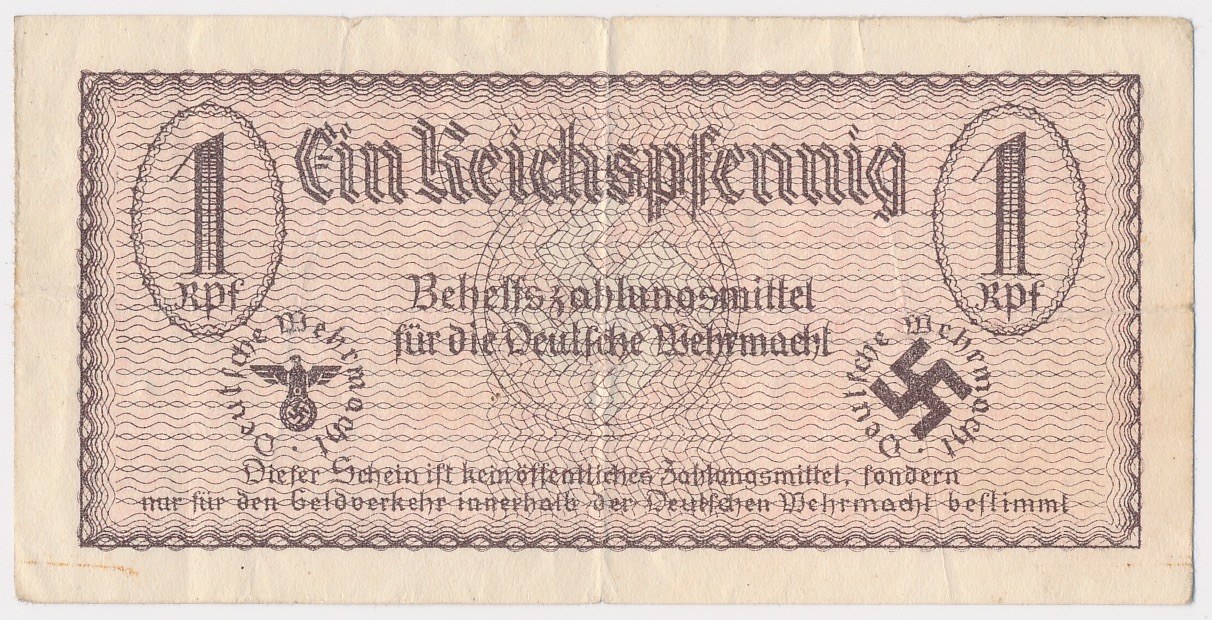 1 Ein Reichspfennig 1
RPf RPf
Behelfszahlungsmittel
für die Deutsche Wehrmacht
Deutsche Wehrmacht Deutsche Wehrmacht
Dieser Schein ist kein öffentliches Zahlungsmittel, sondern
nur für den Geldverkehr innerhalb der Deutschen Wehrmacht bestimmt